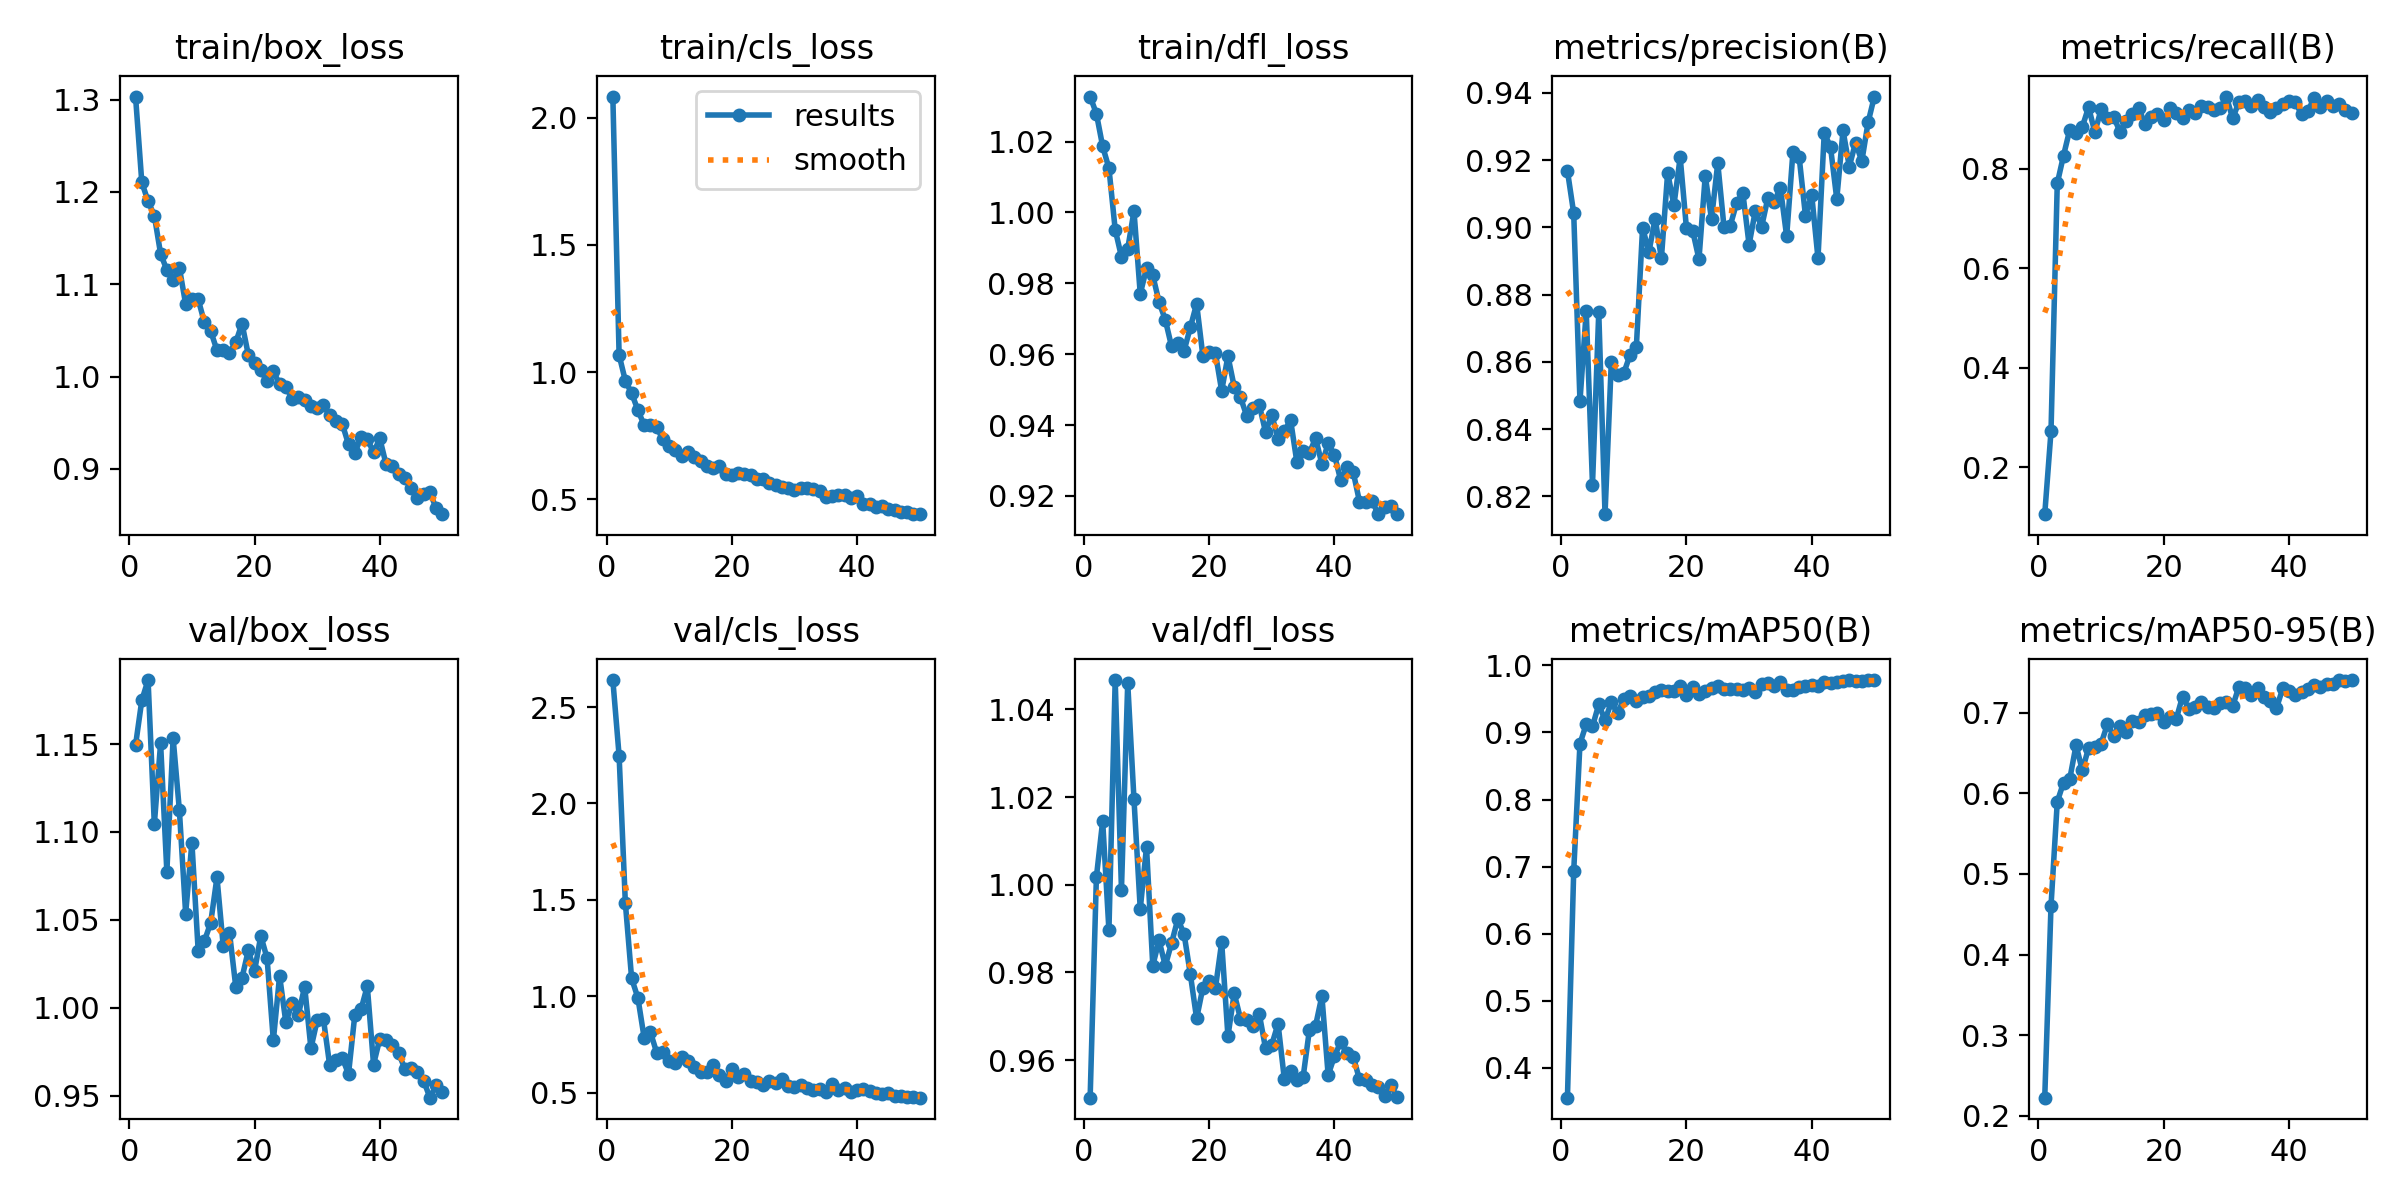 train/box_loss
1.3
1.2
1.1
1.0
0.9
0 20 40
train/cls_loss
results
smooth
2.0
1.5
1.0
0.5
0 20 40
train/dfl_loss
1.02
1.00
0.98
0.96
0.94
0.92
0 20 40
metrics/precision(B)
0.94
0.92
0.90
0.88
0.86
0.84
0.82
0 20 40
metrics/recall(B)
0.8
0.6
0.4
0.2
0 20 40
val/box_loss
1.15
1.10
1.05
1.00
0.95
0 20 40
val/cls_loss
2.5
2.0
1.5
1.0
0.5
0 20 40
val/dfl_loss
1.04
1.02
1.00
0.98
0.96
0 20 40
metrics/mAP50(B)
1.0
0.9
0.8
0.7
0.6
0.5
0.4
0 20 40
metrics/mAP50-95(B)
0.7
0.6
0.5
0.4
0.3
0.2
0 20 40